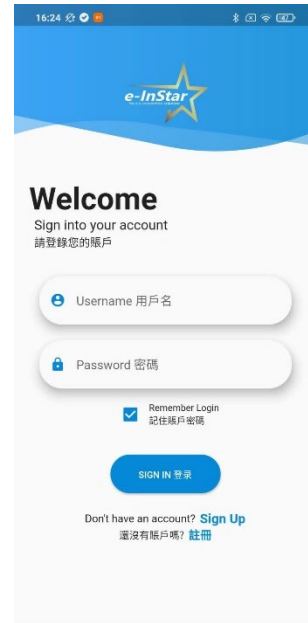 16:24
e-InStar
Welcome
Sign into your account
請登錄您的賬戶
Username 用戶名
Password 密碼
Remember Login
記住賬戶密碼
SIGN IN 登录
Don't have an account? Sign Up
還沒有賬戶嗎? 註冊